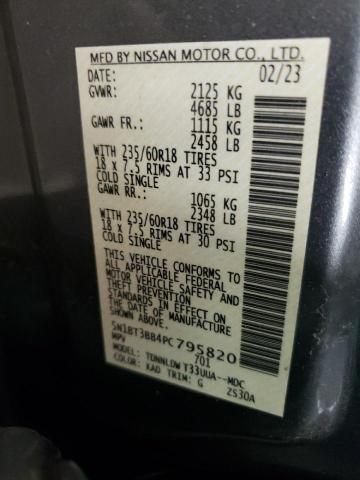 MFD BY NISSAN MOTOR CO., LTD.
DATE: 02/23
GVWR: 2125 KG
4685 LB
GAWR FR.: 1115 KG
2458 LB
WITH 235/60R18 TIRES
18 x 7.5 RIMS AT 33 PSI
COLD SINGLE
GAWR RR.: 1065 KG
2348 LB
WITH 235/60R18 TIRES
18 x 7.5 RIMS AT 30 PSI
COLD SINGLE
THIS VEHICLE CONFORMS TO
ALL APPLICABLE FEDERAL
MOTOR VEHICLE SAFETY AND
THEFT PREVENTION
STANDARDS IN EFFECT ON
THE DATE OF MANUFACTURE
SHOWN ABOVE.
5N1BT3BB4PC795820
MPV 701
MODEL: TDNNLDW T33UUA--MDC
COLOR: KAD TRIM: G ZS30A